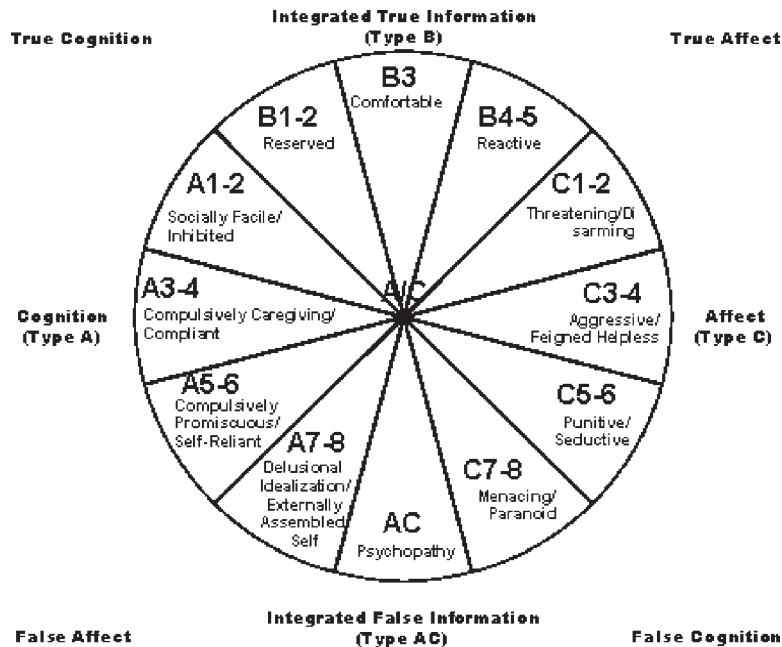 Integrated True Information
(Type B)
True Cognition
True Affect
B3
Comfortable
B1-2
Reserved
B4-5
Reactive
A1-2
Socially Facile/
Inhibited
C1-2
Threatening/Di
sarming
A/C
A3-4
Compulsively Caregiving/
Compliant
C3-4
Aggressive/
Feigned Helpless
Cognition
(Type A)
Affect
(Type C)
A5-6
Compulsively
Promiscuous/
Self-Reliant
C5-6
Punitive/
Seductive
A7-8
Delusional
Idealization/
Externally
Assembled
Self
C7-8
Menacing/
Paranoid
AC
Psychopathy
Integrated False Information
(Type AC)
False Affect
False Cognition